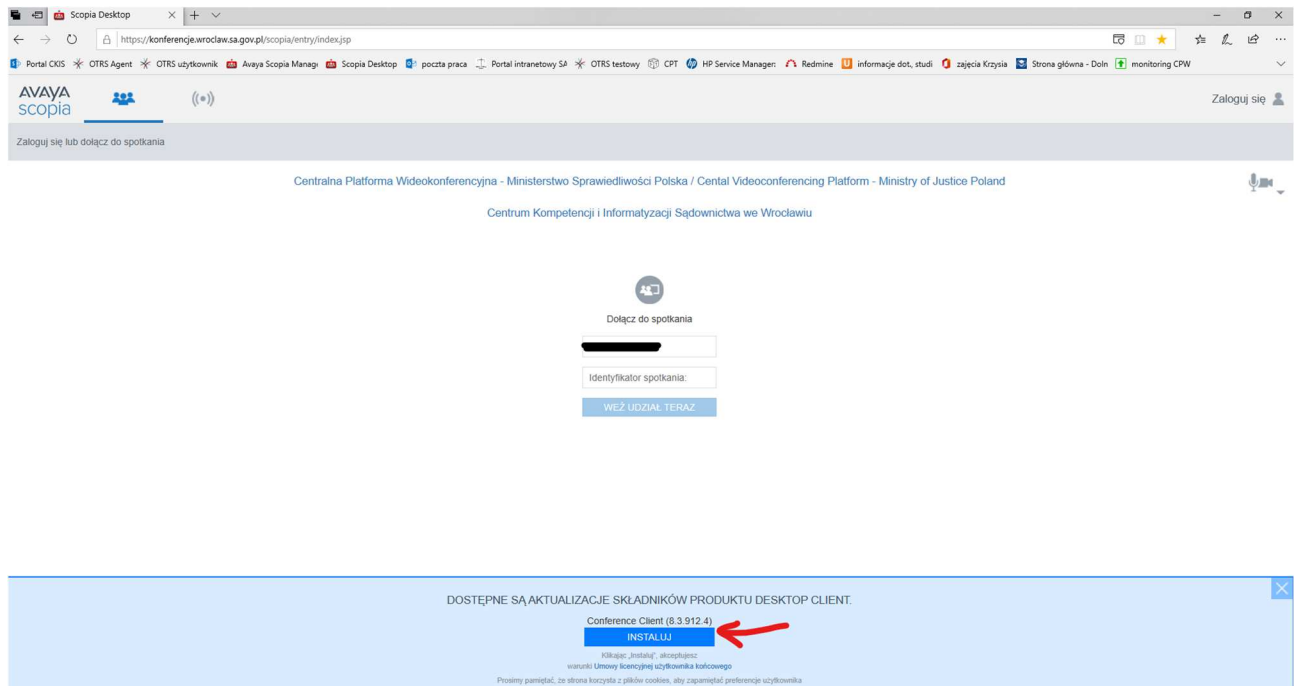 Scopia Desktop
https://konferencje.wroclaw.sa.gov.pl/scopia/entry/index.jsp
Portal CKIS OTRS Agent OTRS użytkownik Avaya Scopia Manag Scopia Desktop poczta praca Portal intranetowy SA OTRS testowy CPT HP Service Manager: Redmine informacje dot., studi zajęcia Krzysia Strona główna - Doln monitoring CPW
AVAYA
scopia
Zaloguj się
Zaloguj się lub dołącz do spotkania
Centralna Platforma Wideokonferencyjna - Ministerstwo Sprawiedliwości Polska / Cental Videoconferencing Platform - Ministry of Justice Poland
Centrum Kompetencji i Informatyzacji Sądownictwa we Wrocławiu
Dołącz do spotkania
Identyfikator spotkania:
WEŹ UDZIAŁ TERAZ
DOSTĘPNE SĄ AKTUALIZACJE SKŁADNIKÓW PRODUKTU DESKTOP CLIENT.
Conference Client (8.3.912.4)
INSTALUJ
Klikając „Instaluj”, akceptujesz
warunki Umowy licencyjnej użytkownika końcowego
Prosimy pamiętać, że strona korzysta z plików cookies, aby zapamiętać preferencje użytkownika